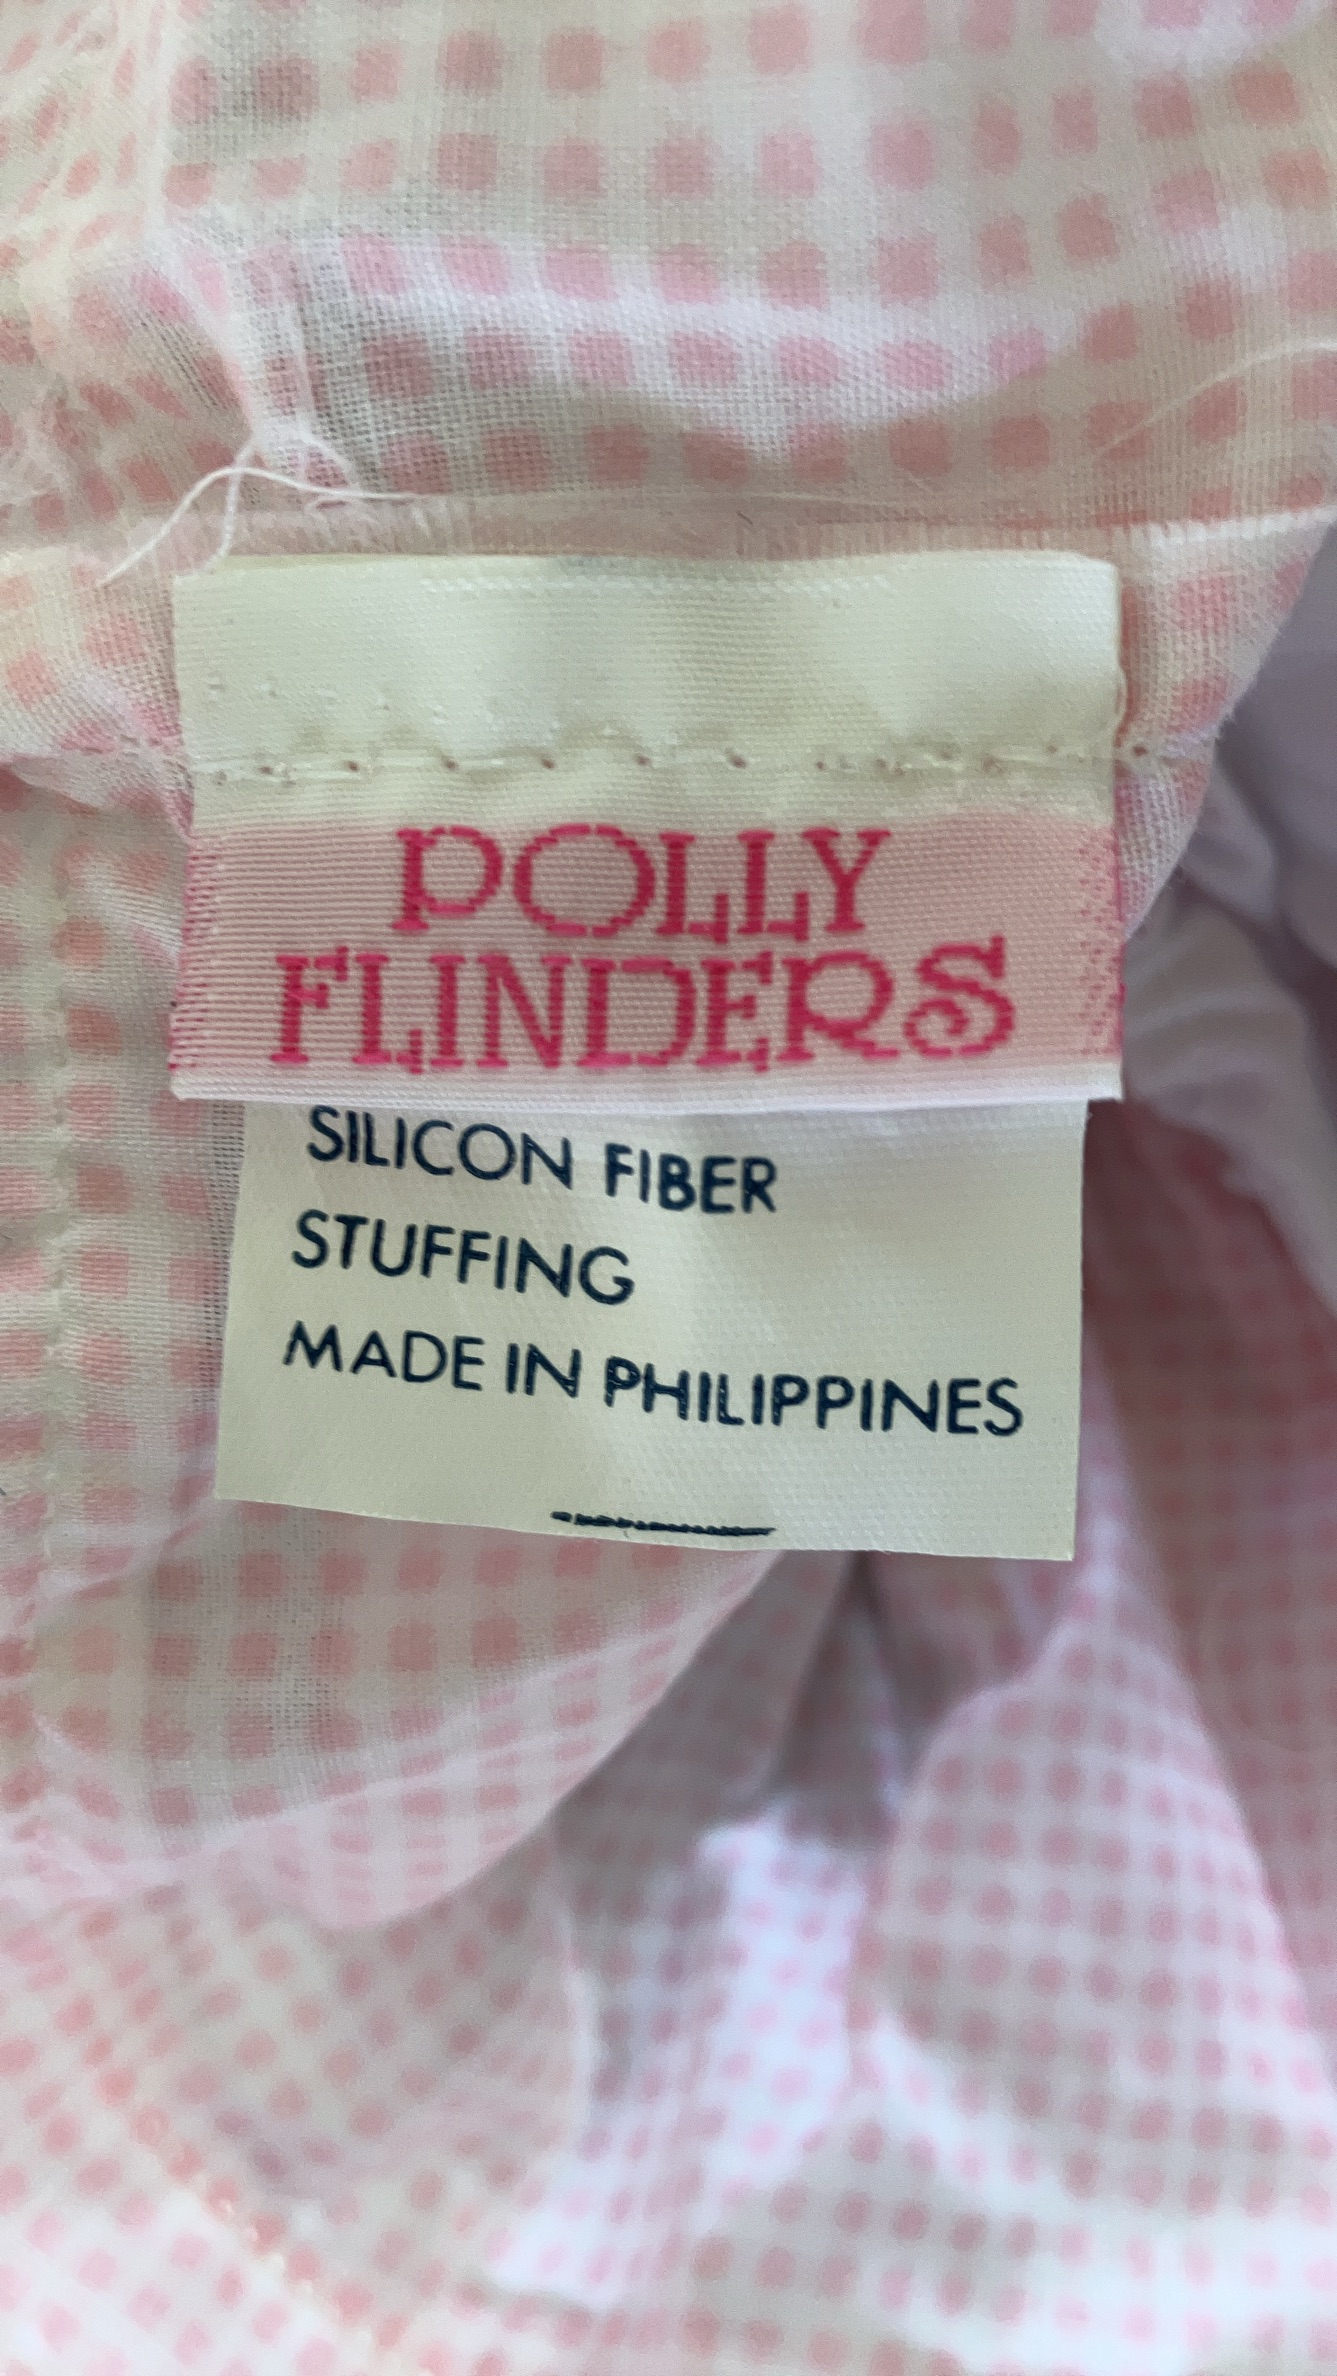 POLLY
FLINDERS
SILICON FIBER
STUFFING
MADE IN PHILIPPINES